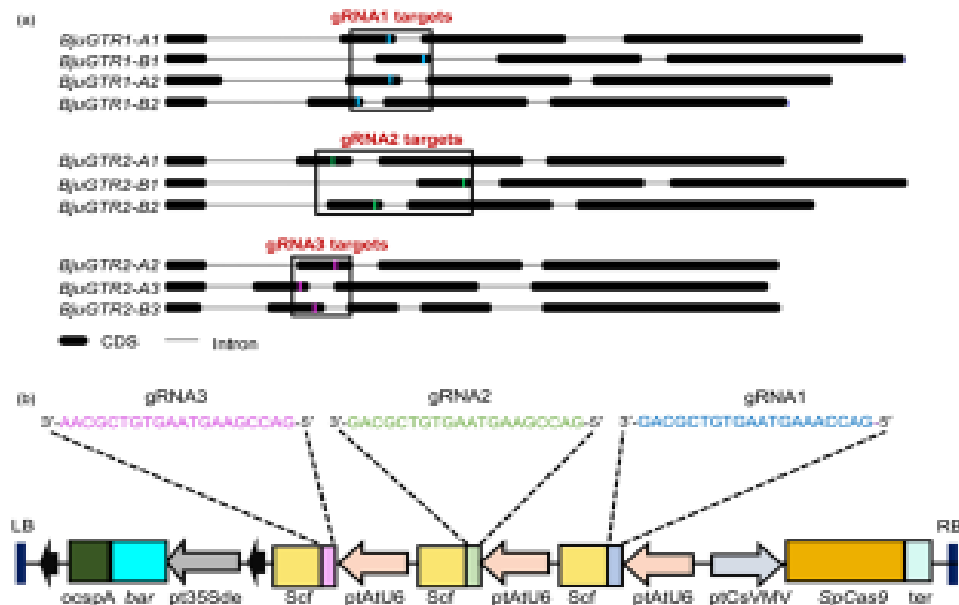 (a)
gRNA1 targets
BjuGTR1-A1
BjuGTR1-B1
BjuGTR1-A2
BjuGTR1-B2
gRNA2 targets
BjuGTR2-A1
BjuGTR2-B1
BjuGTR2-B2
gRNA3 targets
BjuGTR2-A2
BjuGTR2-A3
BjuGTR2-B3
CDS Intron
(b)
gRNA3 gRNA2 gRNA1
3'-AACGCTGTGAATGAAGCCAG-5' 3'-GACGCTGTGAATGAAGCCAG-5' 3'-GACGCTGTGAATGAAACCAG-5'
LB RB
ocspA bar pt35Sde Scf ptAtU6 Scf ptAtU6 Scf ptAtU6 ptCsVMV SpCas9 ter